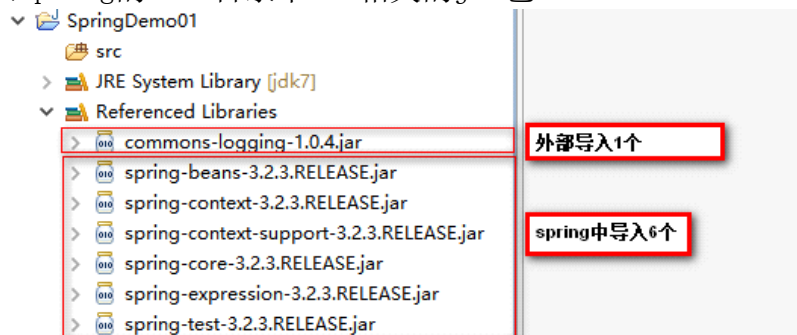 SpringDemo01
src
JRE System Library [jdk7]
Referenced Libraries
commons-logging-1.0.4.jar
外部导入1个
spring-beans-3.2.3.RELEASE.jar
spring-context-3.2.3.RELEASE.jar
spring-context-support-3.2.3.RELEASE.jar
spring中导入6个
spring-core-3.2.3.RELEASE.jar
spring-expression-3.2.3.RELEASE.jar
spring-test-3.2.3.RELEASE.jar